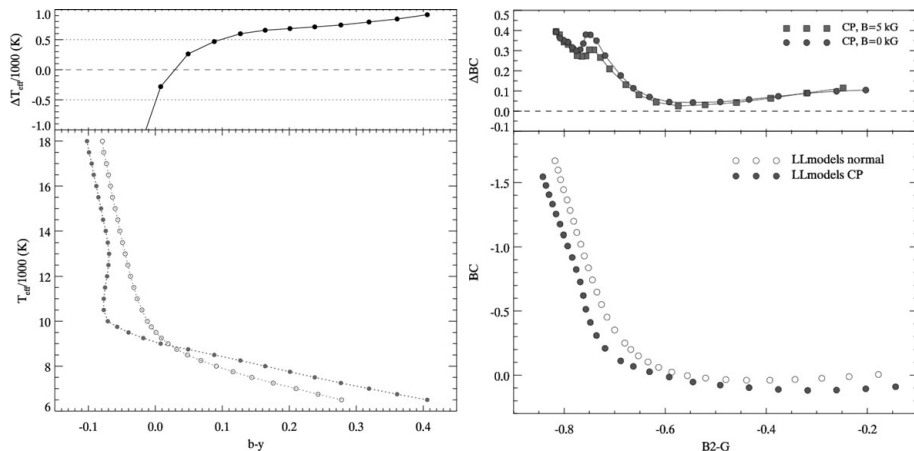 ΔT_eff/1000 (K)
1.0
0.5
0.0
-0.5
-1.0
T_eff/1000 (K)
18
16
14
12
10
8
6
-0.1 0.0 0.1 0.2 0.3 0.4
b-y
ΔBC
0.5
0.4
0.3
0.2
0.1
0.0
-0.1
CP, B=5 kG
CP, B=0 kG
LLmodels normal
LLmodels CP
BC
-1.5
-1.0
-0.5
0.0
-0.8 -0.6 -0.4 -0.2
B2-G